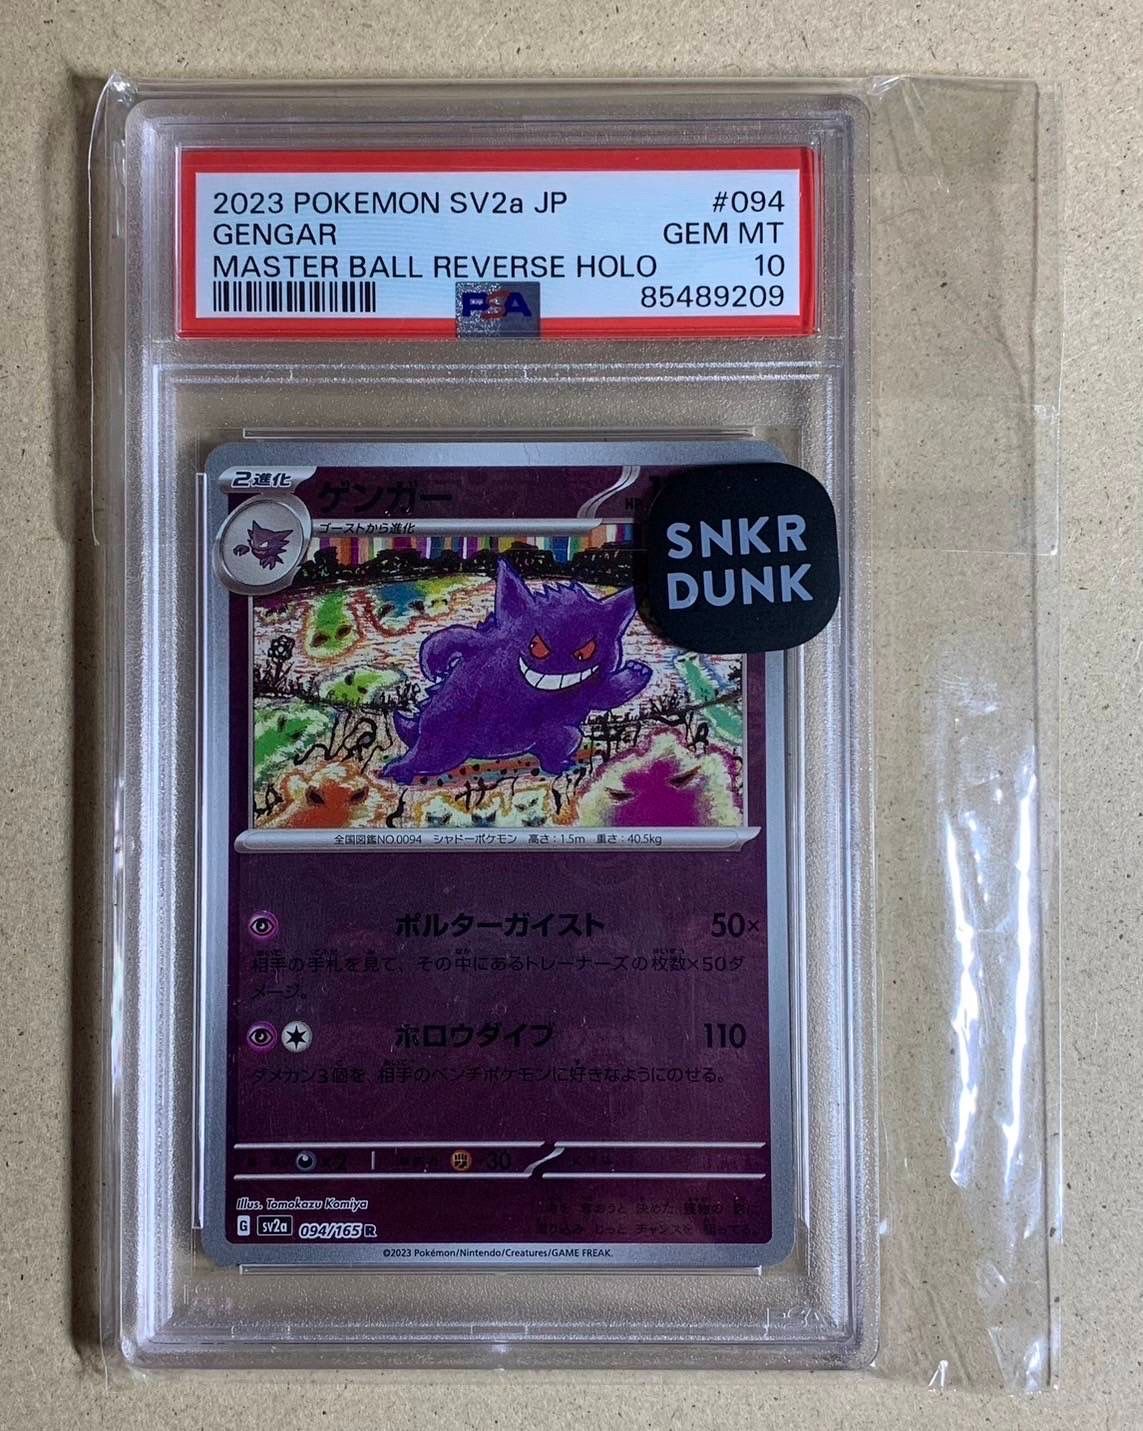 2023 POKEMON SV2a JP #094
GENGAR GEM MT
MASTER BALL REVERSE HOLO 10
85489209
PSA
2進化
ゲンガー
ゴーストから進化
SNKR
DUNK
全国図鑑NO.0094 シャドーポケモン 高さ:1.5m 重さ:40.5kg
ポルターガイスト 50×
相手の手札を見て、その中にあるトレーナーズの枚数×50ダ
メージ。
ホロウダイブ 110
ダメカン3個を、相手のベンチポケモンに好きなようにのせる。
×2 -30
Illus. Tomokazu Komiya
G sv2a 094/165 R
©2023 Pokémon/Nintendo/Creatures/GAME FREAK.